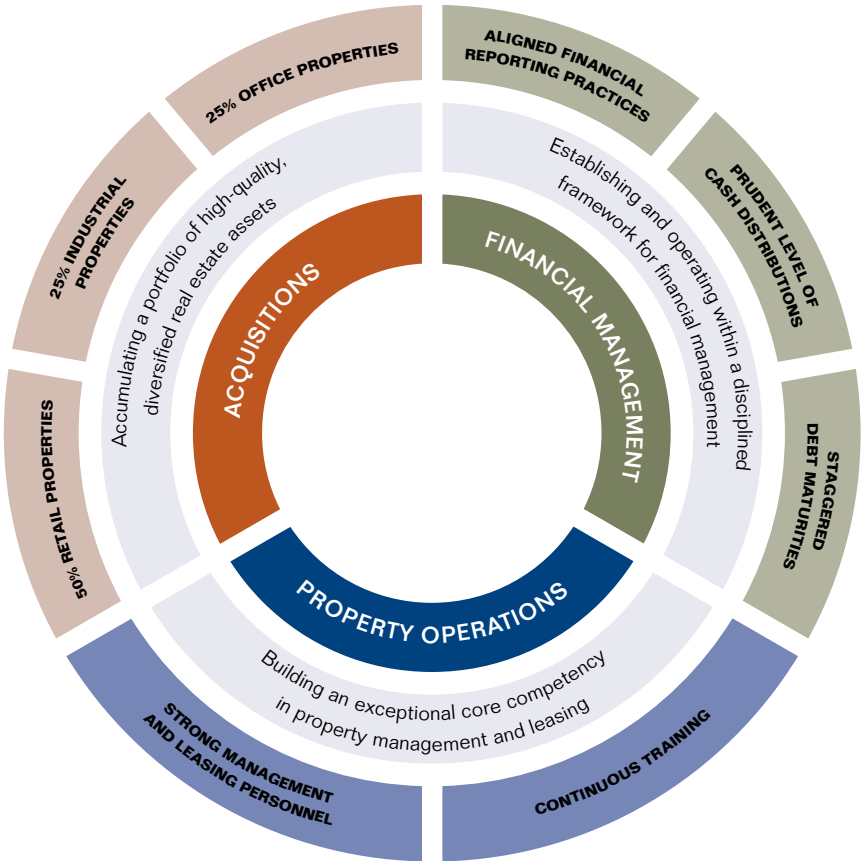 ACQUISITIONS
Accumulating a portfolio of high-quality,
diversified real estate assets
50% RETAIL PROPERTIES
25% INDUSTRIAL
PROPERTIES
25% OFFICE PROPERTIES
FINANCIAL MANAGEMENT
Establishing and operating within a disciplined
framework for financial management
ALIGNED FINANCIAL
REPORTING PRACTICES
PRUDENT LEVEL OF
CASH DISTRIBUTIONS
STAGGERED
DEBT MATURITIES
PROPERTY OPERATIONS
Building an exceptional core competency
in property management and leasing
STRONG MANAGEMENT
AND LEASING PERSONNEL
CONTINUOUS TRAINING